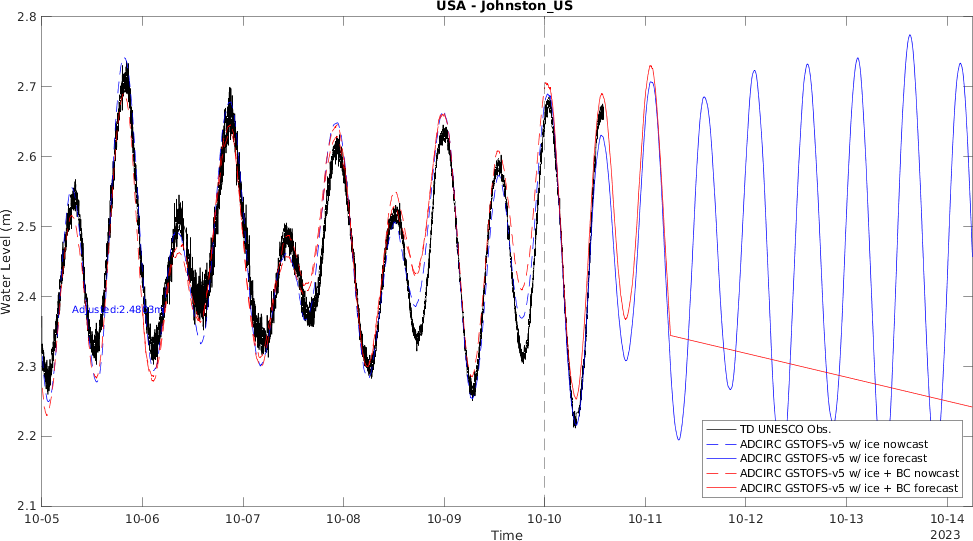 USA - Johnston_US
2.8
2.7
2.6
2.5
2.4
2.3
2.2
2.1
Water Level (m)
TD UNESCO Obs.
ADCIRC GSTOFS-v5 w/ ice nowcast
ADCIRC GSTOFS-v5 w/ ice forecast
ADCIRC GSTOFS-v5 w/ ice + BC nowcast
ADCIRC GSTOFS-v5 w/ ice + BC forecast
10-05 10-06 10-07 10-08 10-09 10-10 10-11 10-12 10-13 10-14
Time
2023